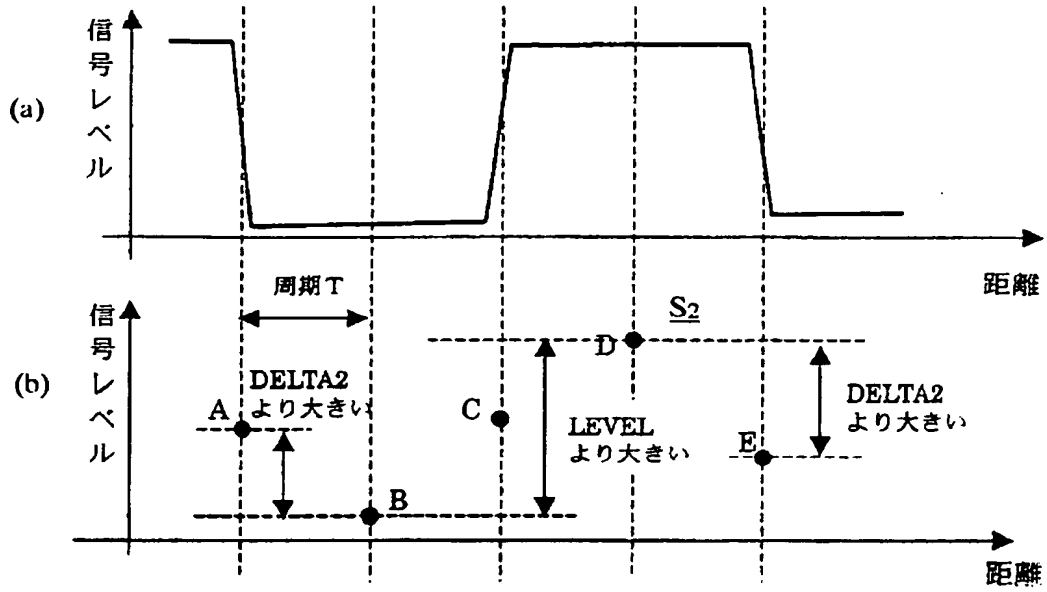 (a)
信号レベル
距離
周期T
(b)
信号レベル
S2
DELTA2
より大きい
A
B
C
D
E
LEVEL
より大きい
DELTA2
より大きい
距離